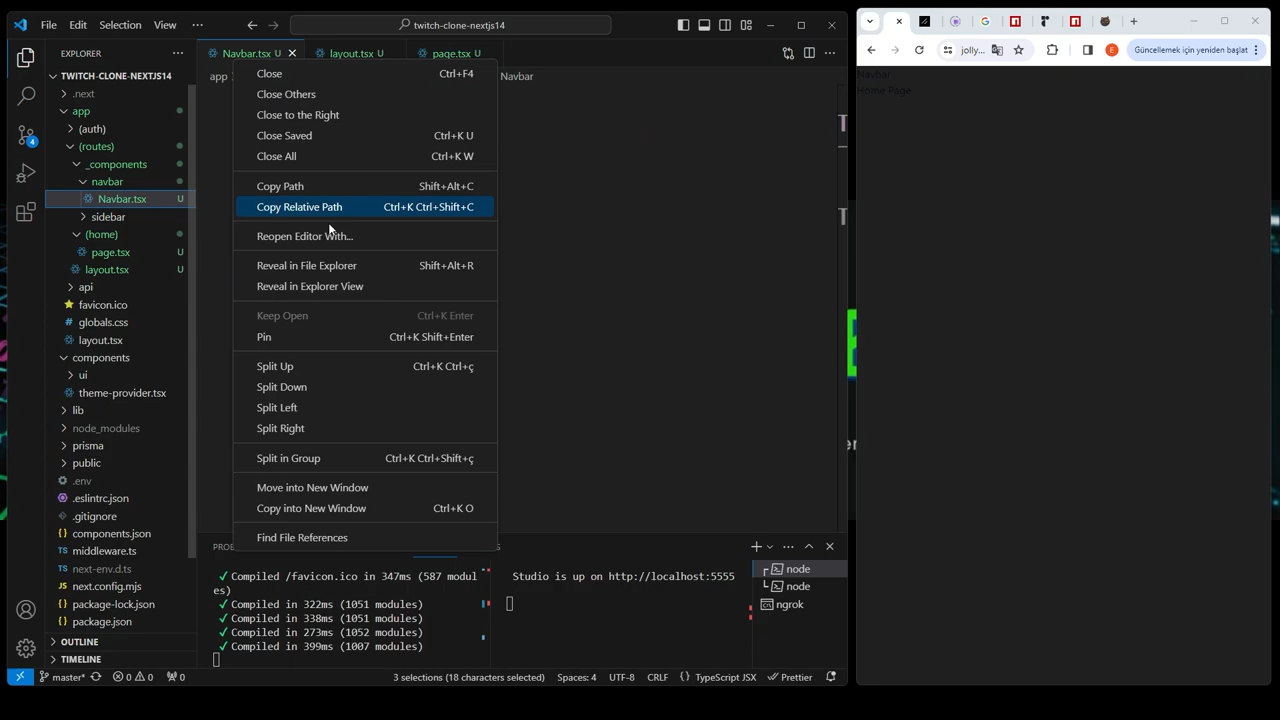 File Edit Selection View ··· twitch-clone-nextjs14
EXPLORER ···
TWITCH-CLONE-NEXTJS14
.next
app
(auth)
(routes)
_components
navbar
Navbar.tsx U
sidebar
(home)
page.tsx U
layout.tsx U
api
favicon.ico
globals.css
layout.tsx
components
ui
theme-provider.tsx
lib
node_modules
prisma
public
.env
.eslintrc.json
.gitignore
components.json
TS middleware.ts
TS next-env.d.ts
next.config.mjs
package-lock.json
package.json
OUTLINE
TIMELINE
4
Navbar.tsx U layout.tsx U page.tsx U
app Navbar
Close Ctrl+F4
Close Others
Close to the Right
Close Saved Ctrl+K U
Close All Ctrl+K W
Copy Path Shift+Alt+C
Copy Relative Path Ctrl+K Ctrl+Shift+C
Reopen Editor With...
Reveal in File Explorer Shift+Alt+R
Reveal in Explorer View
Keep Open Ctrl+K Enter
Pin Ctrl+K Shift+Enter
Split Up Ctrl+K Ctrl+ç
Split Down
Split Left
Split Right
Split in Group Ctrl+K Ctrl+Shift+ç
Move into New Window
Copy into New Window Ctrl+K O
Find File References
✓ Compiled /favicon.ico in 347ms (587 modul
es)
✓ Compiled in 322ms (1051 modules)
✓ Compiled in 338ms (1051 modules)
✓ Compiled in 273ms (1052 modules)
✓ Compiled in 399ms (1007 modules)
Studio is up on http://localhost:5555
node
node
ngrok
master* 0 0 0 3 selections (18 characters selected) Spaces: 4 UTF-8 CRLF {} TypeScript JSX Prettier
jolly... E Güncellemek için yeniden başlat
Navbar
Home Page